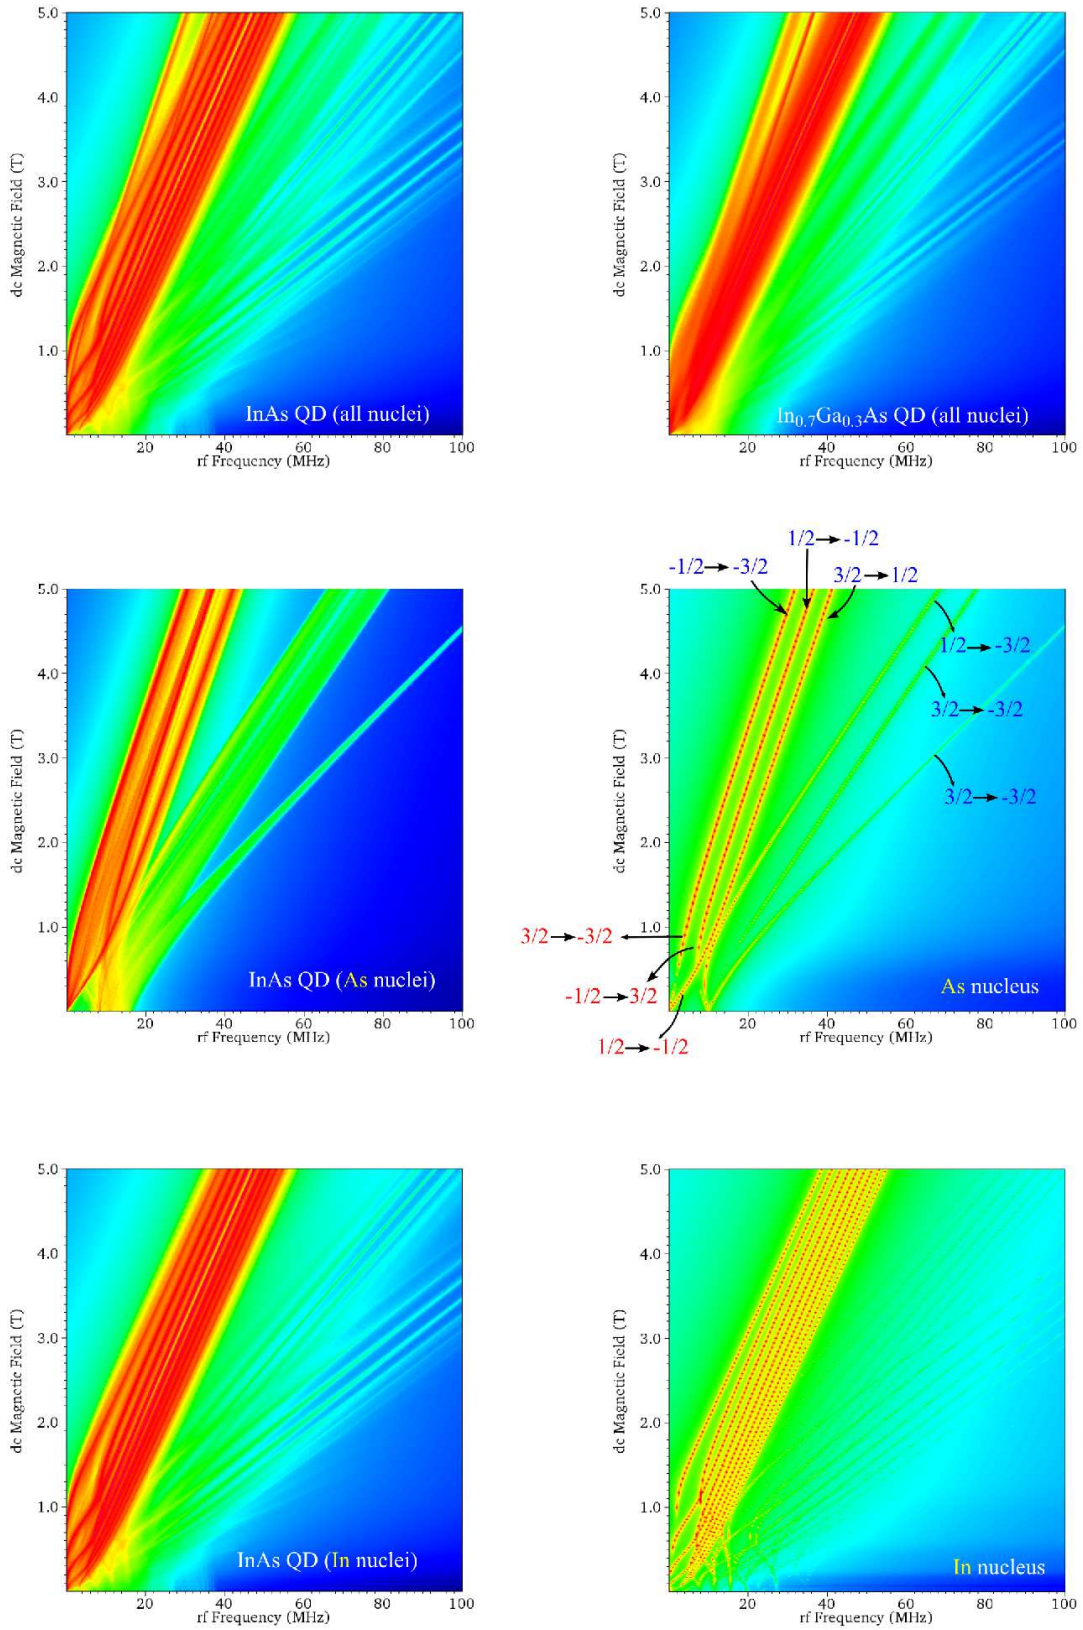 5.0
4.0
3.0
2.0
1.0
dc Magnetic Field (T)
InAs QD (all nuclei)
20 40 60 80 100
rf Frequency (MHz)
5.0
4.0
3.0
2.0
1.0
dc Magnetic Field (T)
In0.7Ga0.3As QD (all nuclei)
20 40 60 80 100
rf Frequency (MHz)
5.0
4.0
3.0
2.0
1.0
dc Magnetic Field (T)
InAs QD (As nuclei)
20 40 60 80 100
rf Frequency (MHz)
1/2→-1/2
-1/2→-3/2
3/2→1/2
5.0
4.0
3.0
2.0
1.0
dc Magnetic Field (T)
1/2→-3/2
3/2→-3/2
3/2→-3/2
3/2→-3/2
-1/2→3/2
1/2→-1/2
As nucleus
20 40 60 80 100
rf Frequency (MHz)
5.0
4.0
3.0
2.0
1.0
dc Magnetic Field (T)
InAs QD (In nuclei)
20 40 60 80 100
rf Frequency (MHz)
5.0
4.0
3.0
2.0
1.0
dc Magnetic Field (T)
In nucleus
20 40 60 80 100
rf Frequency (MHz)